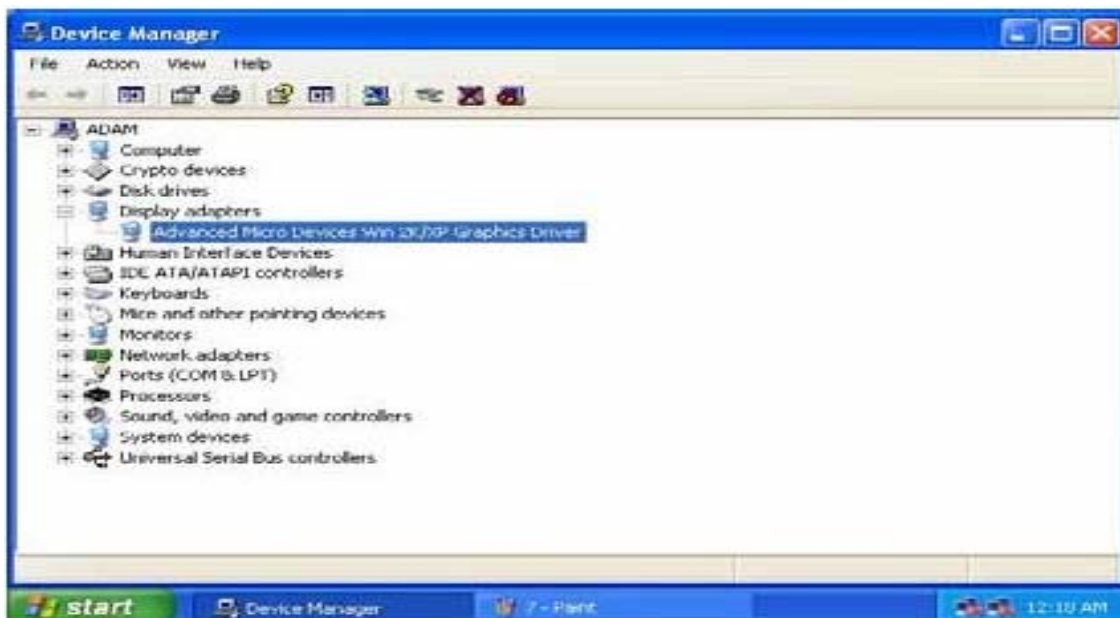 Device Manager
File Action View Help
ADAM
Computer
Crypto devices
Disk drives
Display adapters
Advanced Micro Devices Win 2K/XP Graphics Driver
Human Interface Devices
IDE ATA/ATAPI controllers
Keyboards
Mice and other pointing devices
Monitors
Network adapters
Ports (COM & LPT)
Processors
Sound, video and game controllers
System devices
Universal Serial Bus controllers
start Device Manager 7 - Paint 12:18 AM